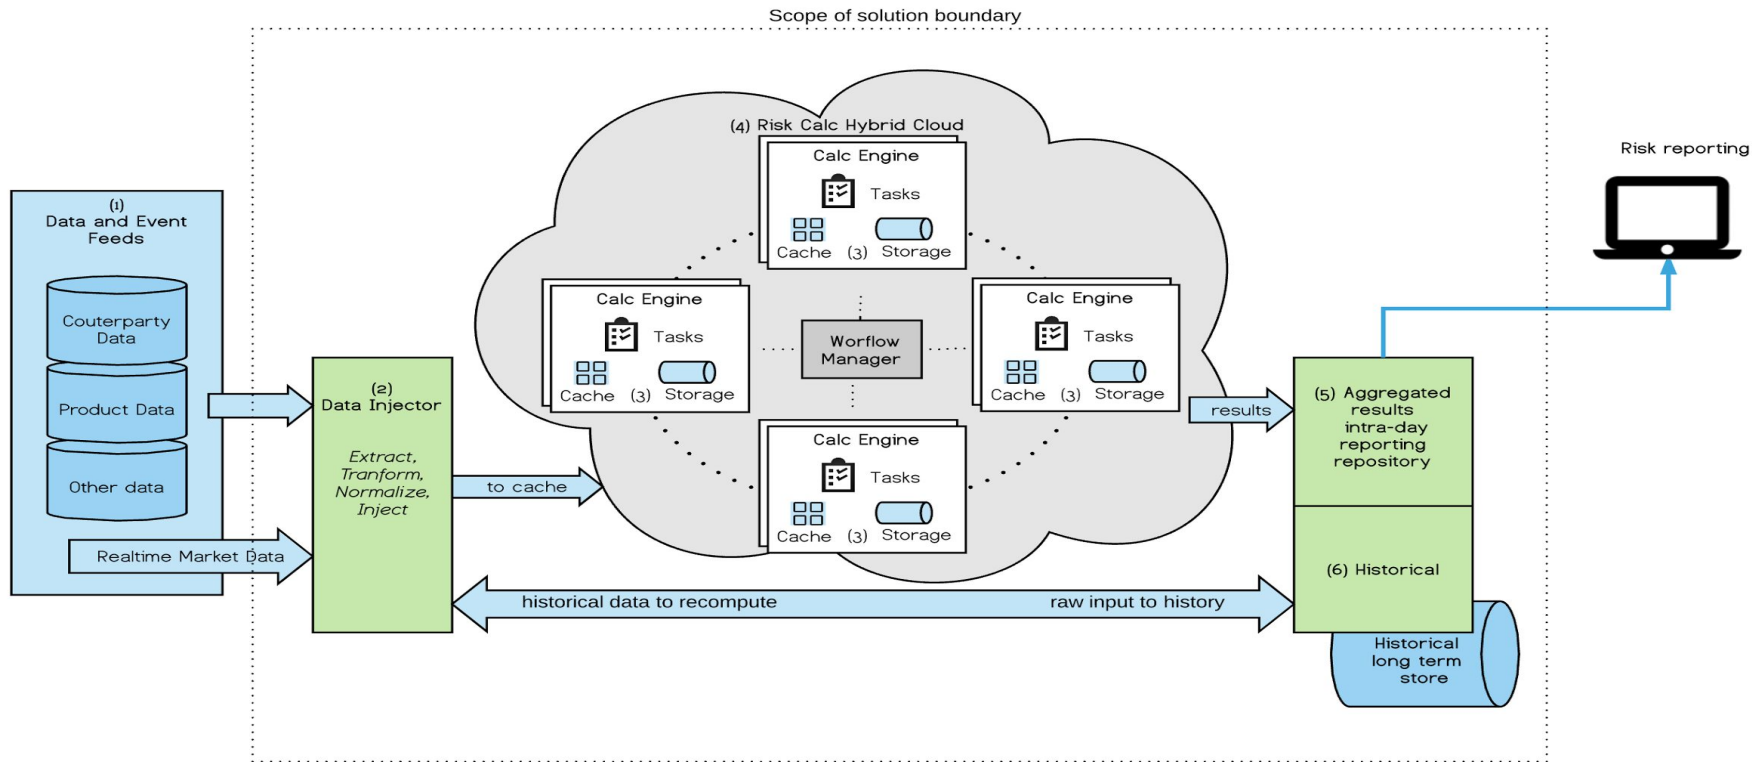 Scope of solution boundary
(1)
Data and Event
Feeds
Couterparty
Data
Product Data
Other data
Realtime Market Data
(2)
Data Injector
Extract,
Tranform,
Normalize,
Inject
to cache
(4) Risk Calc Hybrid Cloud
Calc Engine
Tasks
Cache (3) Storage
Calc Engine
Tasks
Cache (3) Storage
Worflow
Manager
Calc Engine
Tasks
Cache (3) Storage
Calc Engine
Tasks
Cache (3) Storage
results
historical data to recompute
raw input to history
(5) Aggregated
results
intra-day
reporting
repository
(6) Historical
Historical
long term
store
Risk reporting